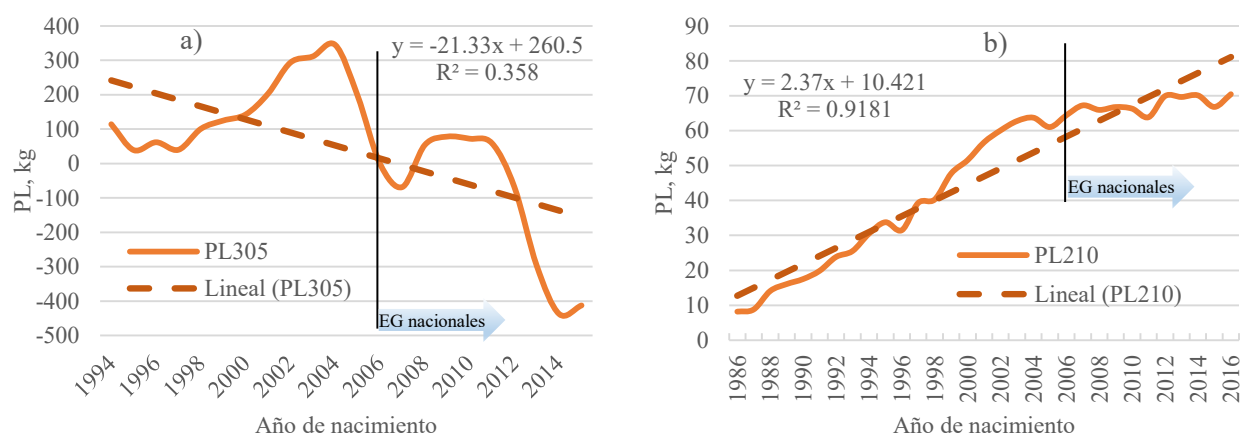 a)
y = -21.33x + 260.5
R² = 0.358
PL, kg
400
300
200
100
0
-100
-200
-300
-400
-500
PL305
Lineal (PL305)
EG nacionales
1994
1996
1998
2000
2002
2004
2006
2008
2010
2012
2014
Año de nacimiento
b)
y = 2.37x + 10.421
R² = 0.9181
PL, kg
90
80
70
60
50
40
30
20
10
0
EG nacionales
PL210
Lineal (PL210)
1986
1988
1990
1992
1994
1996
1998
2000
2002
2004
2006
2008
2010
2012
2014
2016
Año de nacimiento